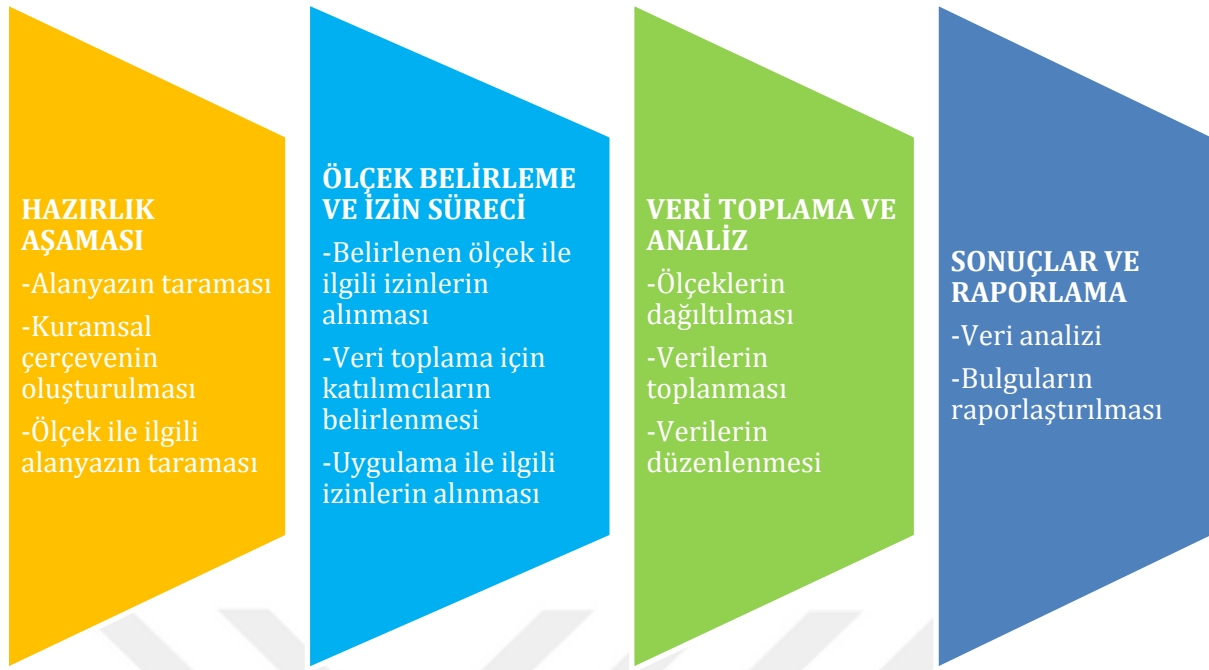 HAZIRLIK
AŞAMASI
-Alanyazın taraması
-Kuramsal
çerçevenin
oluşturulması
-Ölçek ile ilgili
alanyazın taraması
ÖLÇEK BELİRLEME
VE İZİN SÜRECİ
-Belirlenen ölçek ile
ilgili izinlerin
alınması
-Veri toplama için
katılımcıların
belirlenmesi
-Uygulama ile ilgili
izinlerin alınması
VERİ TOPLAMA VE
ANALİZ
-Ölçeklerin
dağıltılması
-Verilerin
toplanması
-Verilerin
düzenlenmesi
SONUÇLAR VE
RAPORLAMA
-Veri analizi
-Bulguların
raporlaştırılması